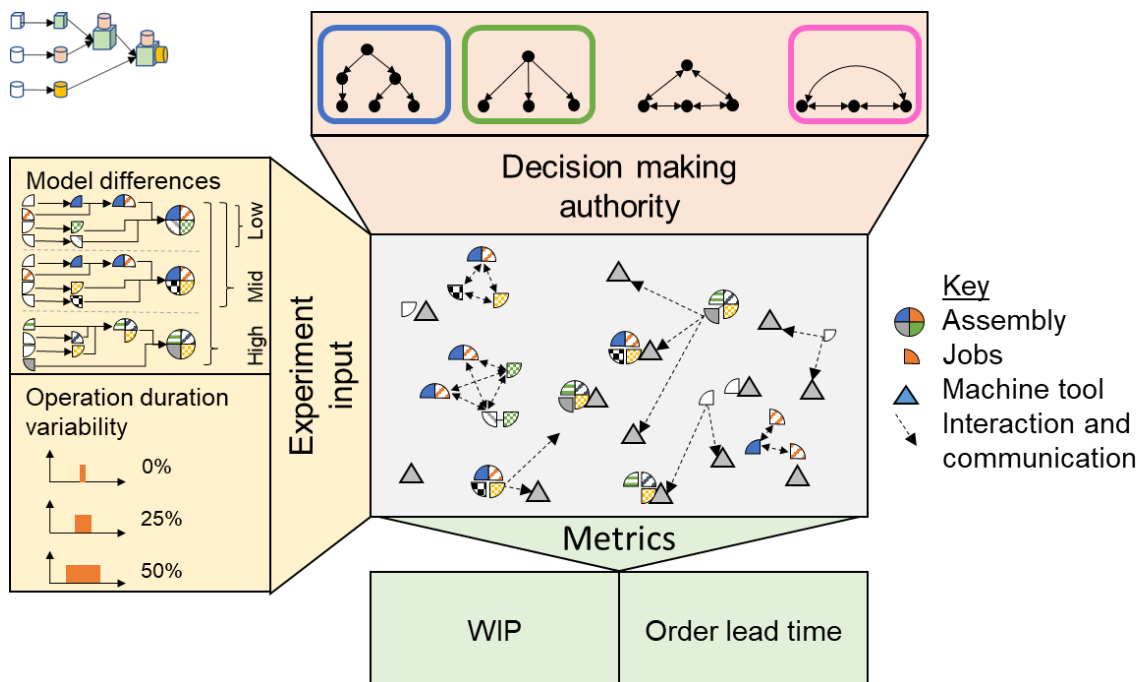 Decision making
authority
Model differences
Low
Mid
High
Operation duration
variability
0%
25%
50%
Experiment
input
Key
Assembly
Jobs
Machine tool
Interaction and
communication
Metrics
WIP
Order lead time